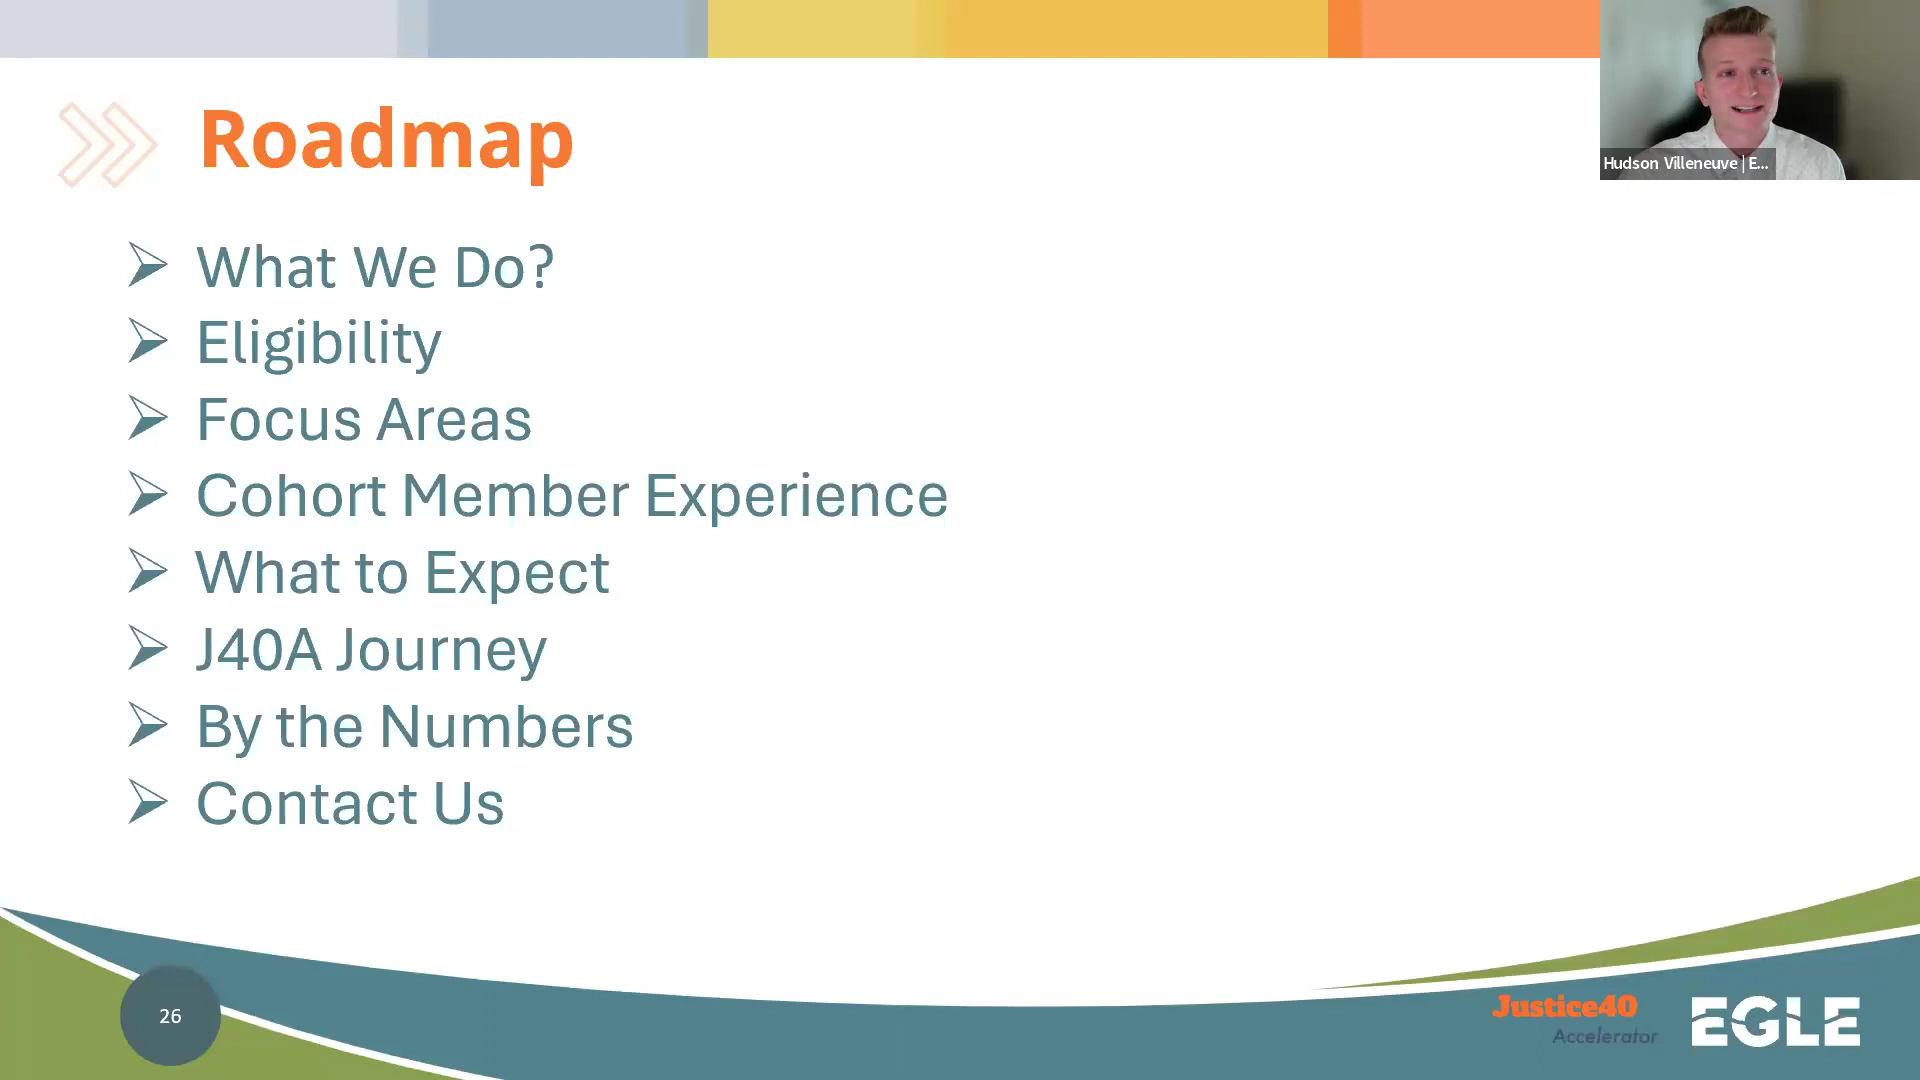 Roadmap
What We Do?
Eligibility
Focus Areas
Cohort Member Experience
What to Expect
J40A Journey
By the Numbers
Contact Us
Hudson Villeneuve | E...
26
Justice40
Accelerator
EGLE